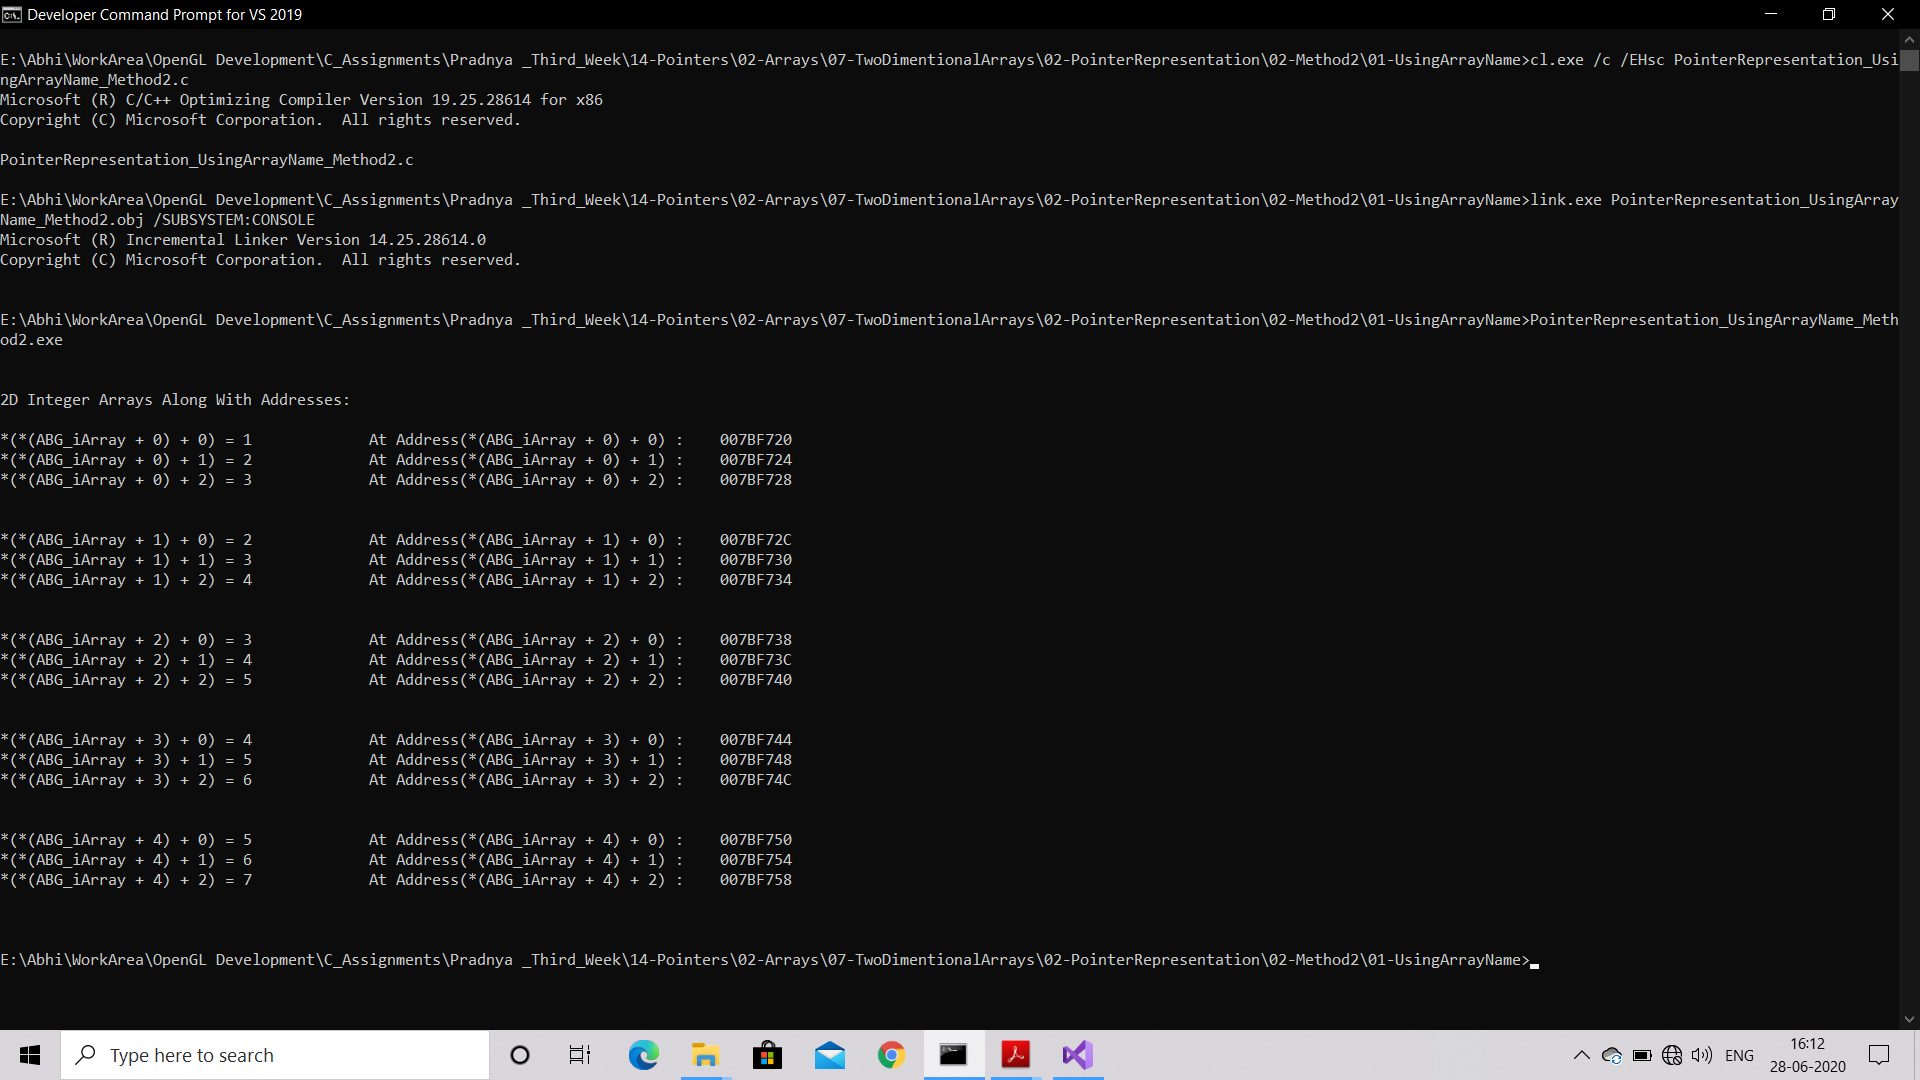 Developer Command Prompt for VS 2019
E:\Abhi\WorkArea\OpenGL Development\C_Assignments\Pradnya _Third_Week\14-Pointers\02-Arrays\07-TwoDimentionalArrays\02-PointerRepresentation\02-Method2\01-UsingArrayName>cl.exe /c /EHsc PointerRepresentation_Usi
ngArrayName_Method2.c
Microsoft (R) C/C++ Optimizing Compiler Version 19.25.28614 for x86
Copyright (C) Microsoft Corporation.  All rights reserved.
PointerRepresentation_UsingArrayName_Method2.c
E:\Abhi\WorkArea\OpenGL Development\C_Assignments\Pradnya _Third_Week\14-Pointers\02-Arrays\07-TwoDimentionalArrays\02-PointerRepresentation\02-Method2\01-UsingArrayName>link.exe PointerRepresentation_UsingArray
Name_Method2.obj /SUBSYSTEM:CONSOLE
Microsoft (R) Incremental Linker Version 14.25.28614.0
Copyright (C) Microsoft Corporation.  All rights reserved.
E:\Abhi\WorkArea\OpenGL Development\C_Assignments\Pradnya _Third_Week\14-Pointers\02-Arrays\07-TwoDimentionalArrays\02-PointerRepresentation\02-Method2\01-UsingArrayName>PointerRepresentation_UsingArrayName_Meth
od2.exe
2D Integer Arrays Along With Addresses:
*(*(ABG_iArray + 0) + 0) = 1 At Address(*(ABG_iArray + 0) + 0) : 007BF720
*(*(ABG_iArray + 0) + 1) = 2 At Address(*(ABG_iArray + 0) + 1) : 007BF724
*(*(ABG_iArray + 0) + 2) = 3 At Address(*(ABG_iArray + 0) + 2) : 007BF728
*(*(ABG_iArray + 1) + 0) = 2 At Address(*(ABG_iArray + 1) + 0) : 007BF72C
*(*(ABG_iArray + 1) + 1) = 3 At Address(*(ABG_iArray + 1) + 1) : 007BF730
*(*(ABG_iArray + 1) + 2) = 4 At Address(*(ABG_iArray + 1) + 2) : 007BF734
*(*(ABG_iArray + 2) + 0) = 3 At Address(*(ABG_iArray + 2) + 0) : 007BF738
*(*(ABG_iArray + 2) + 1) = 4 At Address(*(ABG_iArray + 2) + 1) : 007BF73C
*(*(ABG_iArray + 2) + 2) = 5 At Address(*(ABG_iArray + 2) + 2) : 007BF740
*(*(ABG_iArray + 3) + 0) = 4 At Address(*(ABG_iArray + 3) + 0) : 007BF744
*(*(ABG_iArray + 3) + 1) = 5 At Address(*(ABG_iArray + 3) + 1) : 007BF748
*(*(ABG_iArray + 3) + 2) = 6 At Address(*(ABG_iArray + 3) + 2) : 007BF74C
*(*(ABG_iArray + 4) + 0) = 5 At Address(*(ABG_iArray + 4) + 0) : 007BF750
*(*(ABG_iArray + 4) + 1) = 6 At Address(*(ABG_iArray + 4) + 1) : 007BF754
*(*(ABG_iArray + 4) + 2) = 7 At Address(*(ABG_iArray + 4) + 2) : 007BF758
E:\Abhi\WorkArea\OpenGL Development\C_Assignments\Pradnya _Third_Week\14-Pointers\02-Arrays\07-TwoDimentionalArrays\02-PointerRepresentation\02-Method2\01-UsingArrayName>
Type here to search
ENG
16:12
28-06-2020